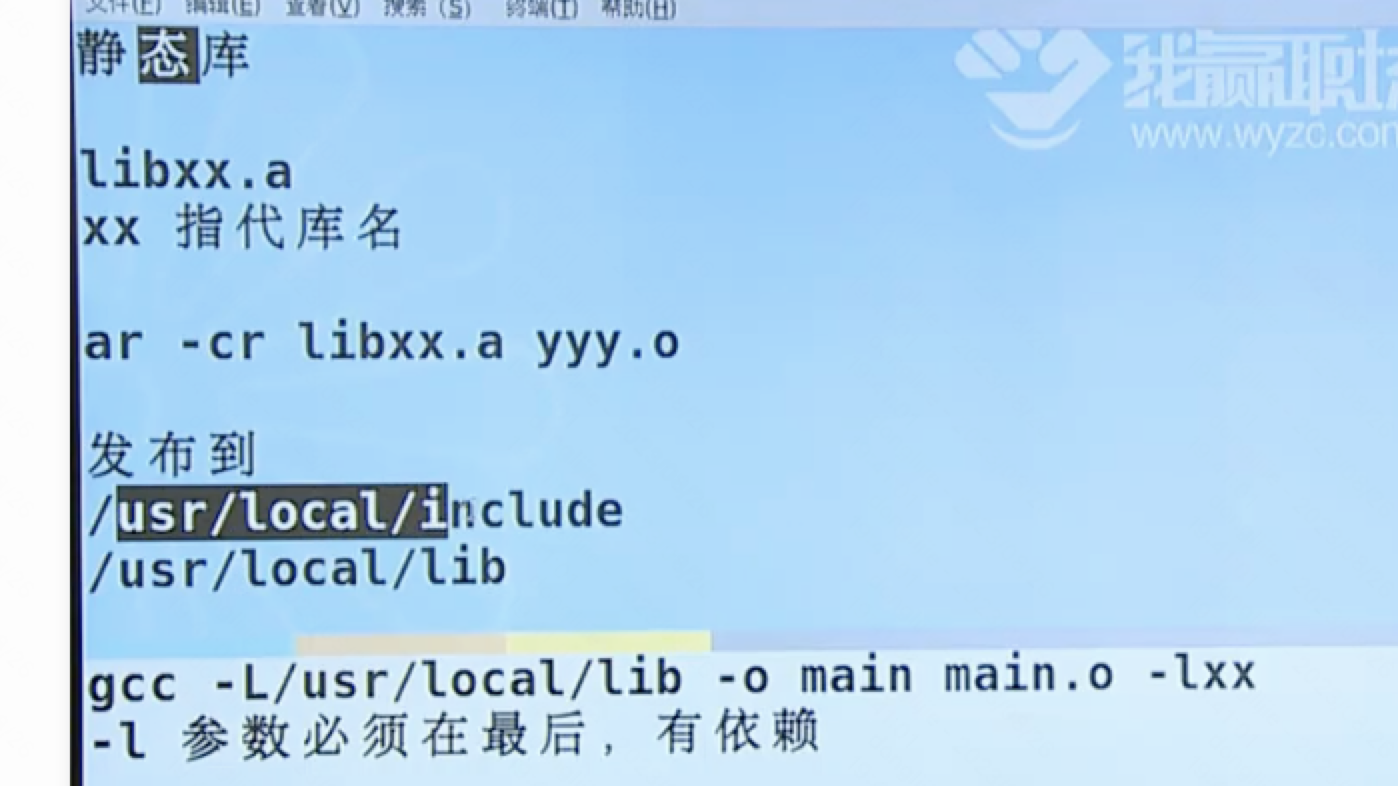 文件(F) 编辑(E) 查看(V) 搜索 (S) 终端(T) 帮助(H)
我赢职场
www.wyzc.com
静态库
libxx.a
xx 指代库名
ar -cr libxx.a yyy.o
发布到
/usr/local/include
/usr/local/lib
gcc -L/usr/local/lib -o main main.o -lxx
-l 参数必须在最后，有依赖